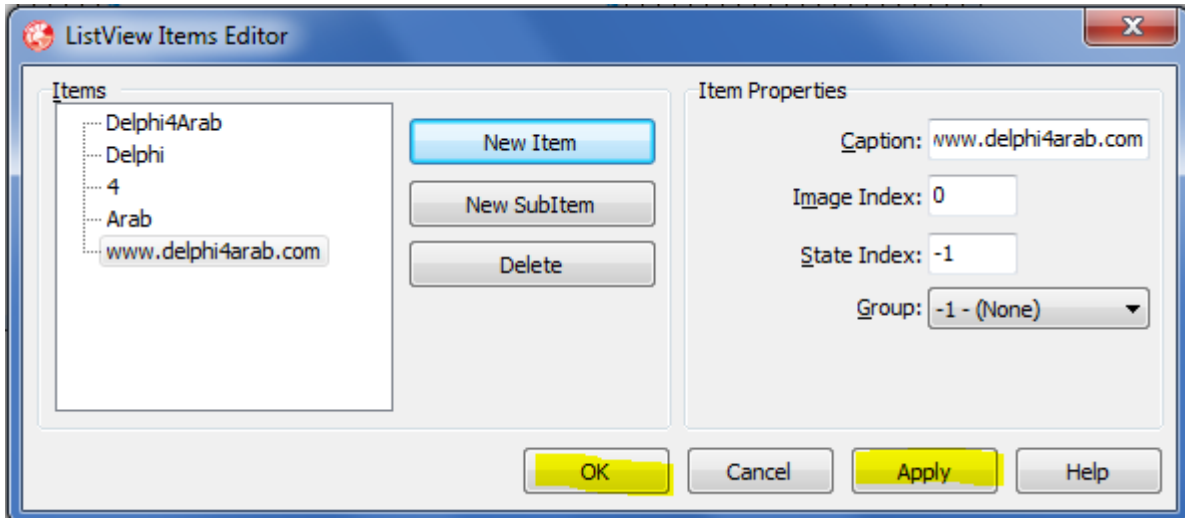 ListView Items Editor
Items
Delphi4Arab
Delphi
4
Arab
www.delphi4arab.com
New Item
New SubItem
Delete
Item Properties
Caption: www.delphi4arab.com
Image Index: 0
State Index: -1
Group: -1 - (None)
OK Cancel Apply Help